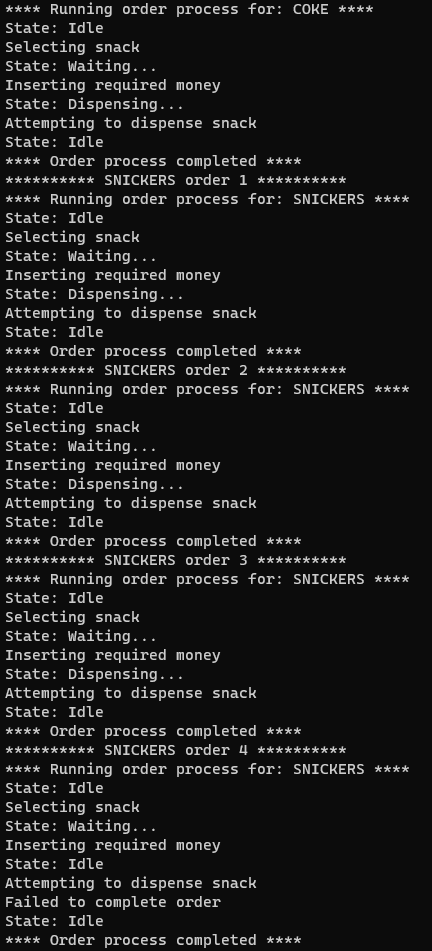 **** Running order process for: COKE ****
State: Idle
Selecting snack
State: Waiting...
Inserting required money
State: Dispensing...
Attempting to dispense snack
State: Idle
**** Order process completed ****
********** SNICKERS order 1 **********
**** Running order process for: SNICKERS ****
State: Idle
Selecting snack
State: Waiting...
Inserting required money
State: Dispensing...
Attempting to dispense snack
State: Idle
**** Order process completed ****
********** SNICKERS order 2 **********
**** Running order process for: SNICKERS ****
State: Idle
Selecting snack
State: Waiting...
Inserting required money
State: Dispensing...
Attempting to dispense snack
State: Idle
**** Order process completed ****
********** SNICKERS order 3 **********
**** Running order process for: SNICKERS ****
State: Idle
Selecting snack
State: Waiting...
Inserting required money
State: Dispensing...
Attempting to dispense snack
State: Idle
**** Order process completed ****
********** SNICKERS order 4 **********
**** Running order process for: SNICKERS ****
State: Idle
Selecting snack
State: Waiting...
Inserting required money
State: Idle
Attempting to dispense snack
Failed to complete order
State: Idle
**** Order process completed ****